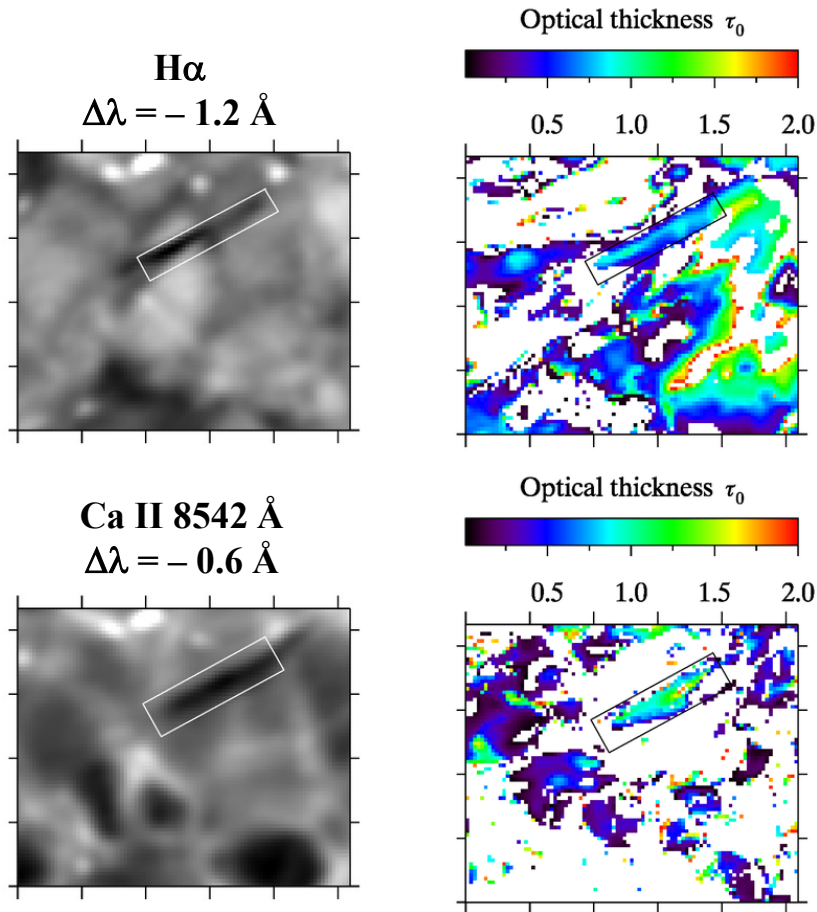 Hα
Δλ = – 1.2 Å
Optical thickness τ₀
0.5 1.0 1.5 2.0
Ca II 8542 Å
Δλ = – 0.6 Å
Optical thickness τ₀
0.5 1.0 1.5 2.0